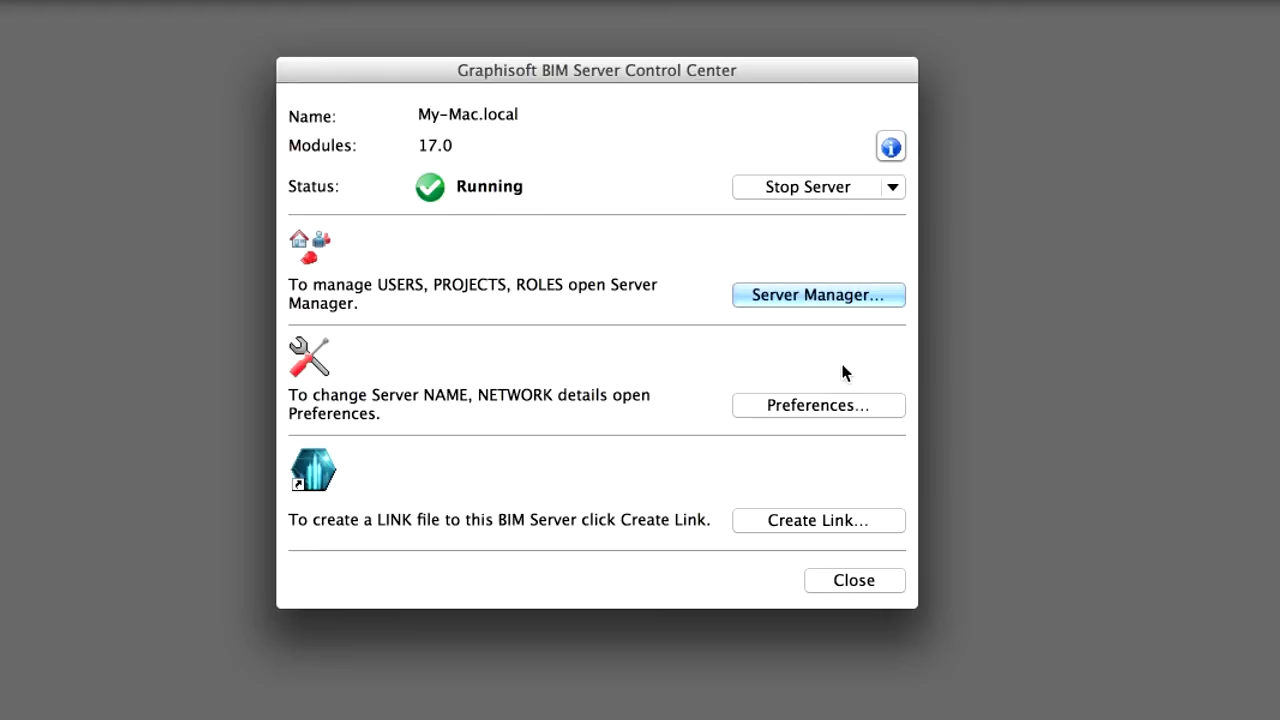 Graphisoft BIM Server Control Center
Name: My-Mac.local
Modules: 17.0
Status: Running Stop Server
To manage USERS, PROJECTS, ROLES open Server
Manager.
Server Manager...
To change Server NAME, NETWORK details open
Preferences.
Preferences...
To create a LINK file to this BIM Server click Create Link. Create Link...
Close